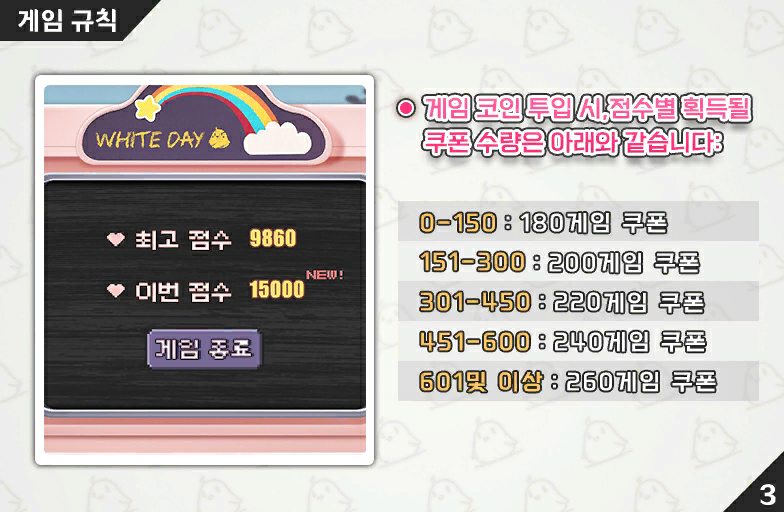 게임 규칙
WHITE DAY
최고 점수 9860
NEW!
이번 점수 15000
게임 종료
게임 코인 투입 시,점수별 획득될
쿠폰 수량은 아래와 같습니다:
0-150 : 180게임 쿠폰
151-300 : 200게임 쿠폰
301-450 : 220게임 쿠폰
451-600 : 240게임 쿠폰
601및 이상 : 260게임 쿠폰
3